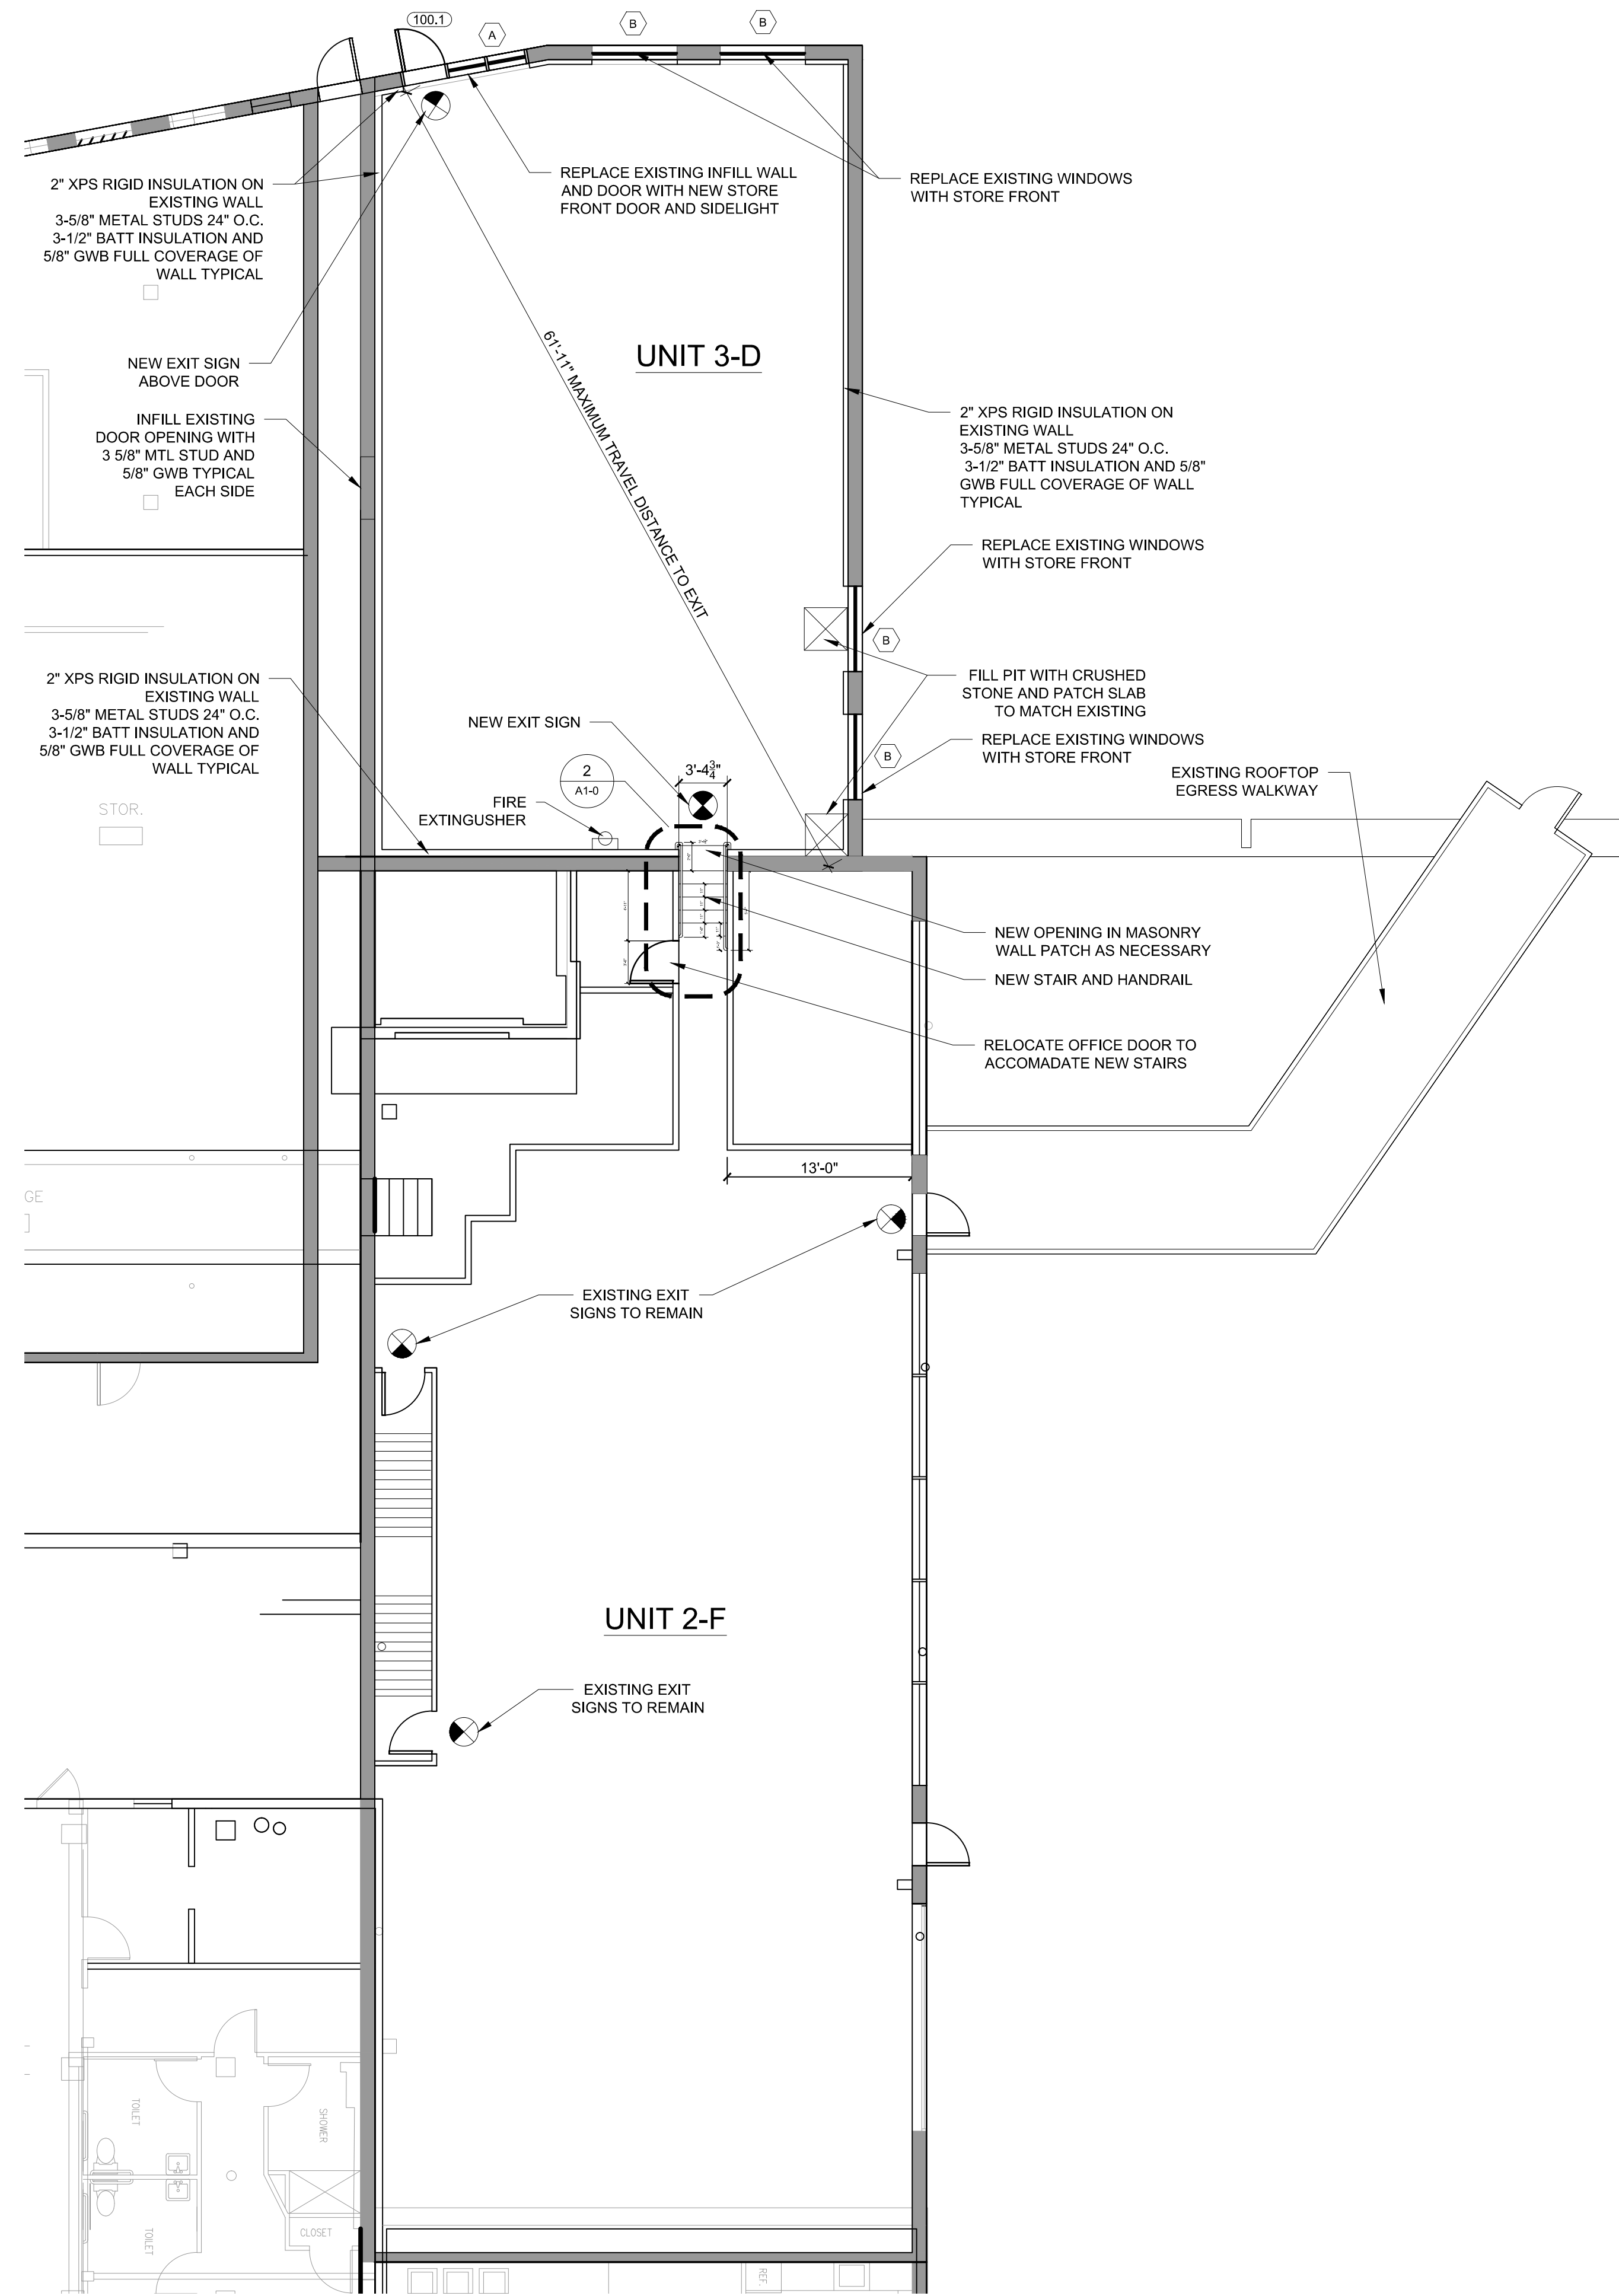 100.1
A
B
B
2" XPS RIGID INSULATION ON
EXISTING WALL
3-5/8" METAL STUDS 24" O.C.
3-1/2" BATT INSULATION AND
5/8" GWB FULL COVERAGE OF
WALL TYPICAL
REPLACE EXISTING INFILL WALL
AND DOOR WITH NEW STORE
FRONT DOOR AND SIDELIGHT
REPLACE EXISTING WINDOWS
WITH STORE FRONT
NEW EXIT SIGN
ABOVE DOOR
UNIT 3-D
61'-11" MAXIMUM TRAVEL DISTANCE TO EXIT
INFILL EXISTING
DOOR OPENING WITH
3 5/8" MTL STUD AND
5/8" GWB TYPICAL
EACH SIDE
2" XPS RIGID INSULATION ON
EXISTING WALL
3-5/8" METAL STUDS 24" O.C.
3-1/2" BATT INSULATION AND 5/8"
GWB FULL COVERAGE OF WALL
TYPICAL
REPLACE EXISTING WINDOWS
WITH STORE FRONT
B
2" XPS RIGID INSULATION ON
EXISTING WALL
3-5/8" METAL STUDS 24" O.C.
3-1/2" BATT INSULATION AND
5/8" GWB FULL COVERAGE OF
WALL TYPICAL
FILL PIT WITH CRUSHED
STONE AND PATCH SLAB
TO MATCH EXISTING
NEW EXIT SIGN
REPLACE EXISTING WINDOWS
WITH STORE FRONT
B
2
A1-0
3'-4 3/4"
EXISTING ROOFTOP
EGRESS WALKWAY
FIRE
EXTINGUSHER
STOR.
NEW OPENING IN MASONRY
WALL PATCH AS NECESSARY
NEW STAIR AND HANDRAIL
RELOCATE OFFICE DOOR TO
ACCOMADATE NEW STAIRS
13'-0"
GE
EXISTING EXIT
SIGNS TO REMAIN
UNIT 2-F
EXISTING EXIT
SIGNS TO REMAIN
TOILET
SHOWER
TOILET
CLOSET
REF.